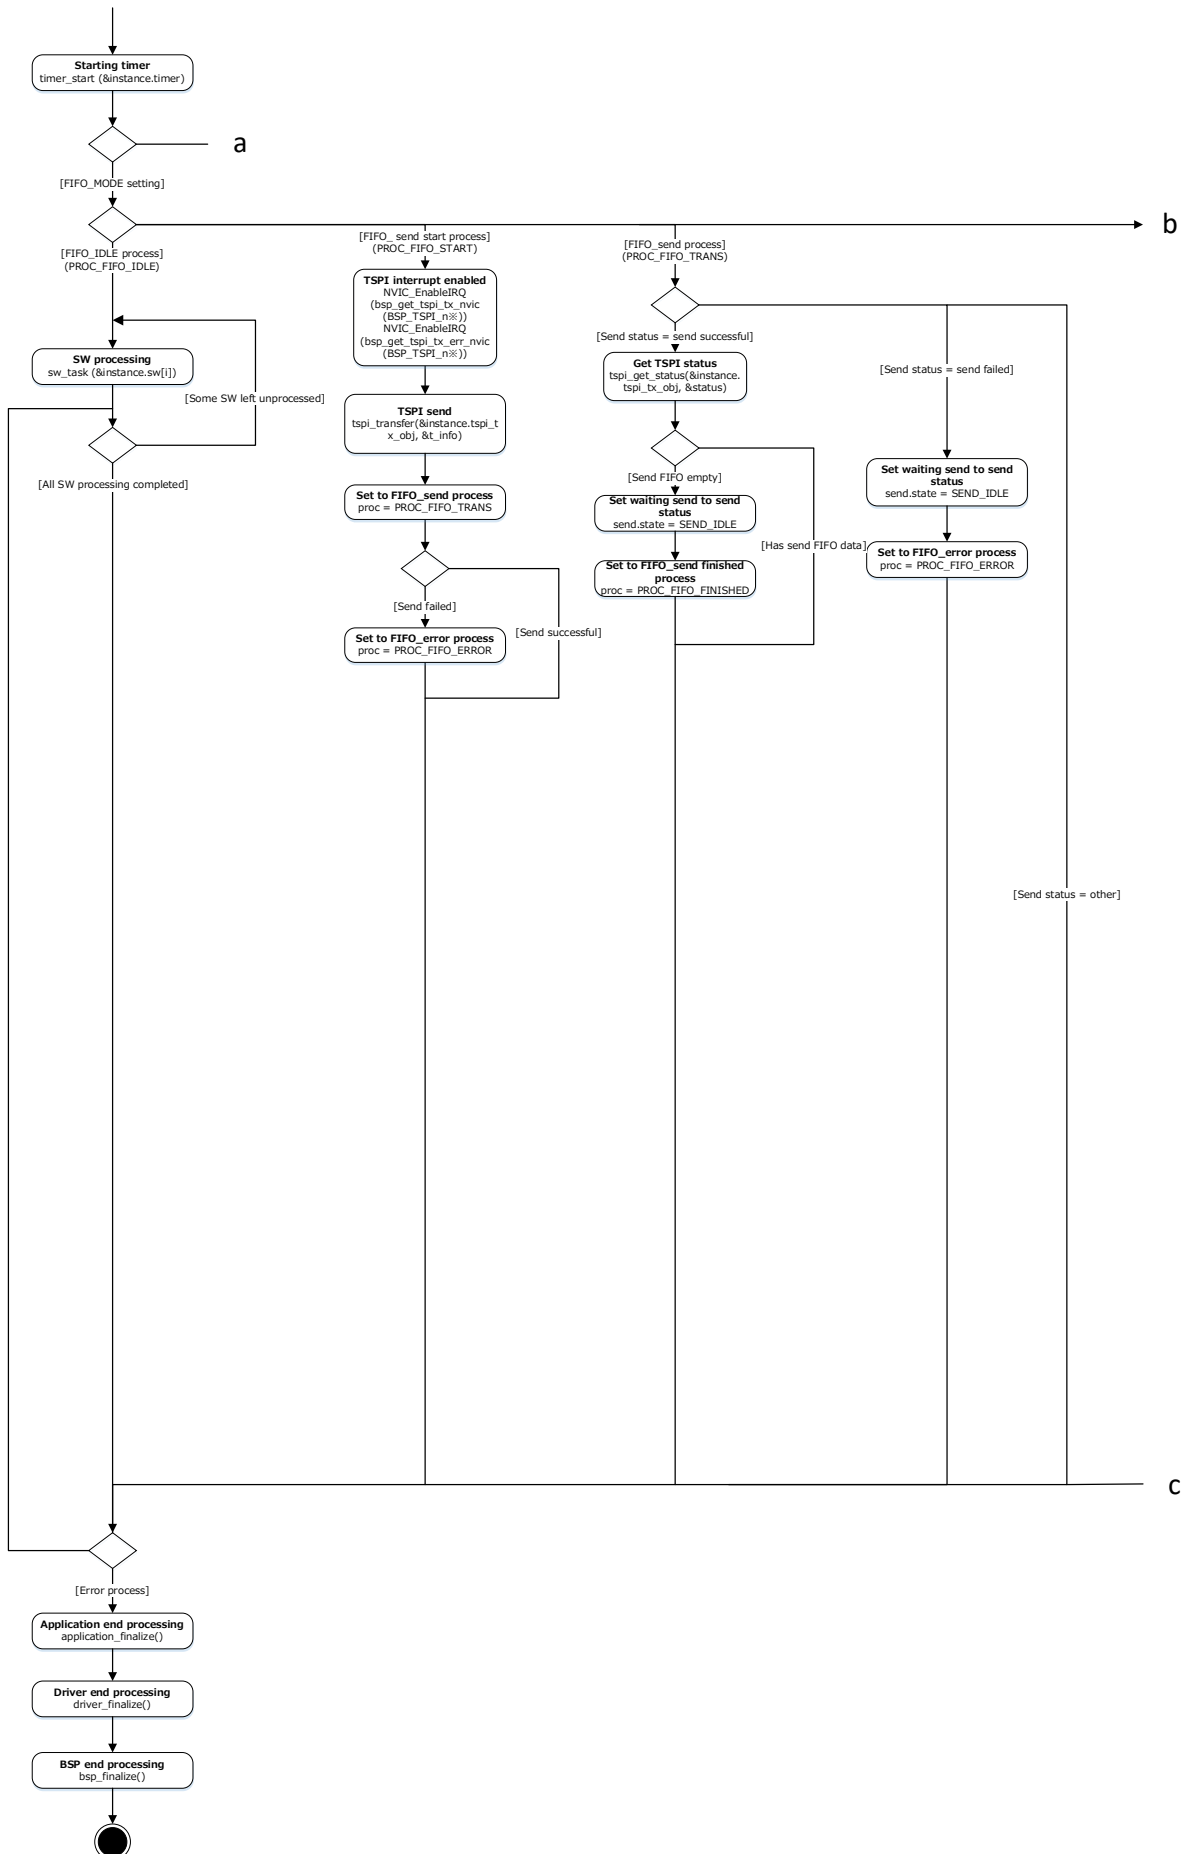 Starting timer
timer_start (&instance.timer)
a
[FIFO_MODE setting]
b
[FIFO_IDLE process]
(PROC_FIFO_IDLE)
SW processing
sw_task (&instance.sw[i])
[Some SW left unprocessed]
[All SW processing completed]
[FIFO_ send start process]
(PROC_FIFO_START)
TSPI interrupt enabled
NVIC_EnableIRQ
(bsp_get_tspi_tx_nvic
(BSP_TSPI_n※))
NVIC_EnableIRQ
(bsp_get_tspi_tx_err_nvic
(BSP_TSPI_n※))
TSPI send
tspi_transfer(&instance.tspi_t
x_obj, &t_info)
Set to FIFO_send process
proc = PROC_FIFO_TRANS
[Send failed]
[Send successful]
Set to FIFO_error process
proc = PROC_FIFO_ERROR
[FIFO_send process]
(PROC_FIFO_TRANS)
[Send status = send successful]
Get TSPI status
tspi_get_status(&instance.
tspi_tx_obj, &status)
[Send FIFO empty]
Set waiting send to send
status
send.state = SEND_IDLE
[Has send FIFO data]
Set to FIFO_send finished
process
proc = PROC_FIFO_FINISHED
[Send status = send failed]
Set waiting send to send
status
send.state = SEND_IDLE
Set to FIFO_error process
proc = PROC_FIFO_ERROR
[Send status = other]
c
[Error process]
Application end processing
application_finalize()
Driver end processing
driver_finalize()
BSP end processing
bsp_finalize()